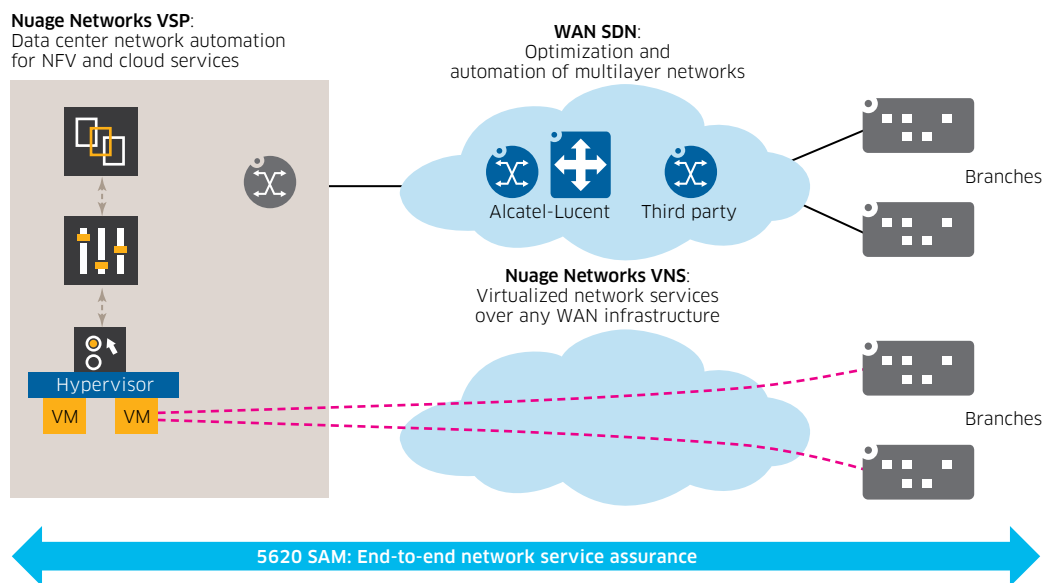 Nuage Networks VSP:
Data center network automation
for NFV and cloud services
WAN SDN:
Optimization and
automation of multilayer networks
Alcatel-Lucent
Third party
Branches
Nuage Networks VNS:
Virtualized network services
over any WAN infrastructure
Hypervisor
VM
VM
Branches
5620 SAM: End-to-end network service assurance